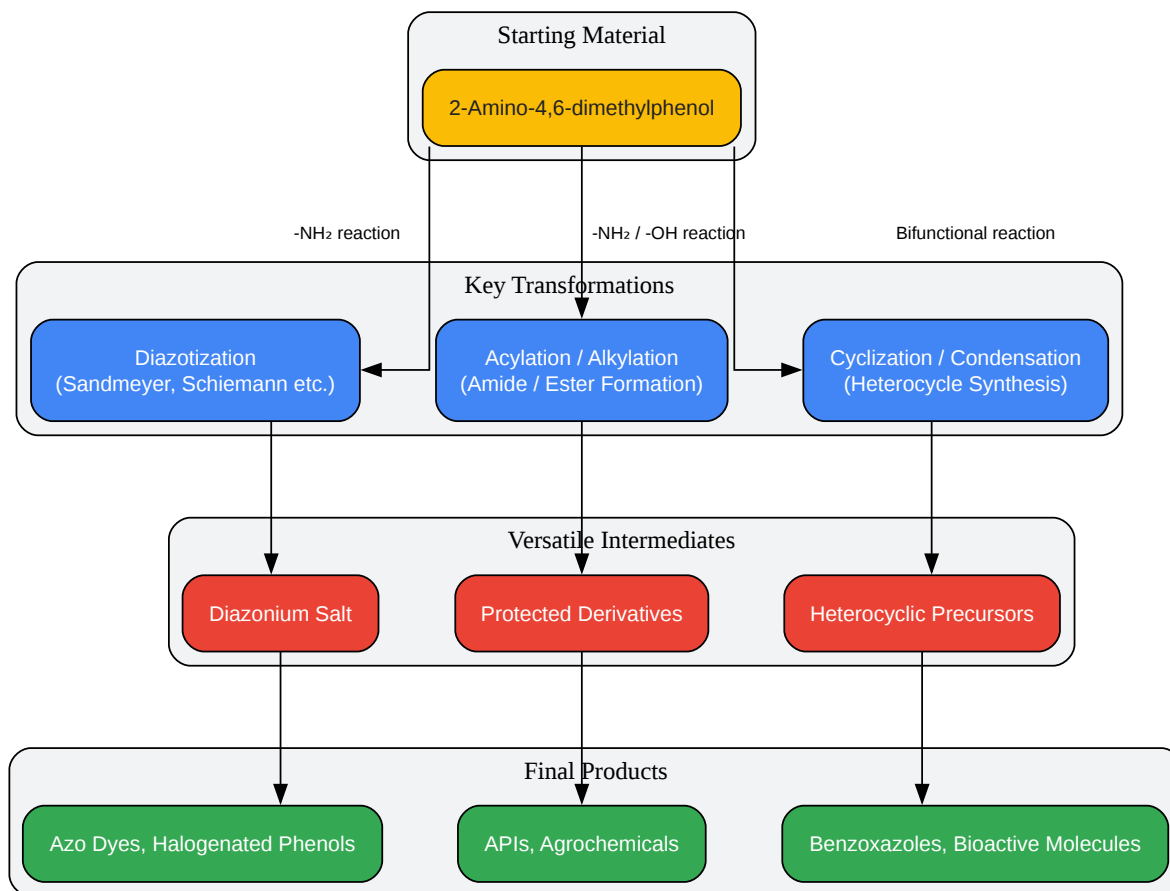 Starting Material
2-Amino-4,6-dimethylphenol
-NH₂ reaction
-NH₂ / -OH reaction
Bifunctional reaction
Key Transformations
Diazotization
(Sandmeyer, Schiemann etc.)
Acylation / Alkylation
(Amide / Ester Formation)
Cyclization / Condensation
(Heterocycle Synthesis)
Versatile Intermediates
Diazonium Salt
Protected Derivatives
Heterocyclic Precursors
Final Products
Azo Dyes, Halogenated Phenols
APIs, Agrochemicals
Benzoxazoles, Bioactive Molecules